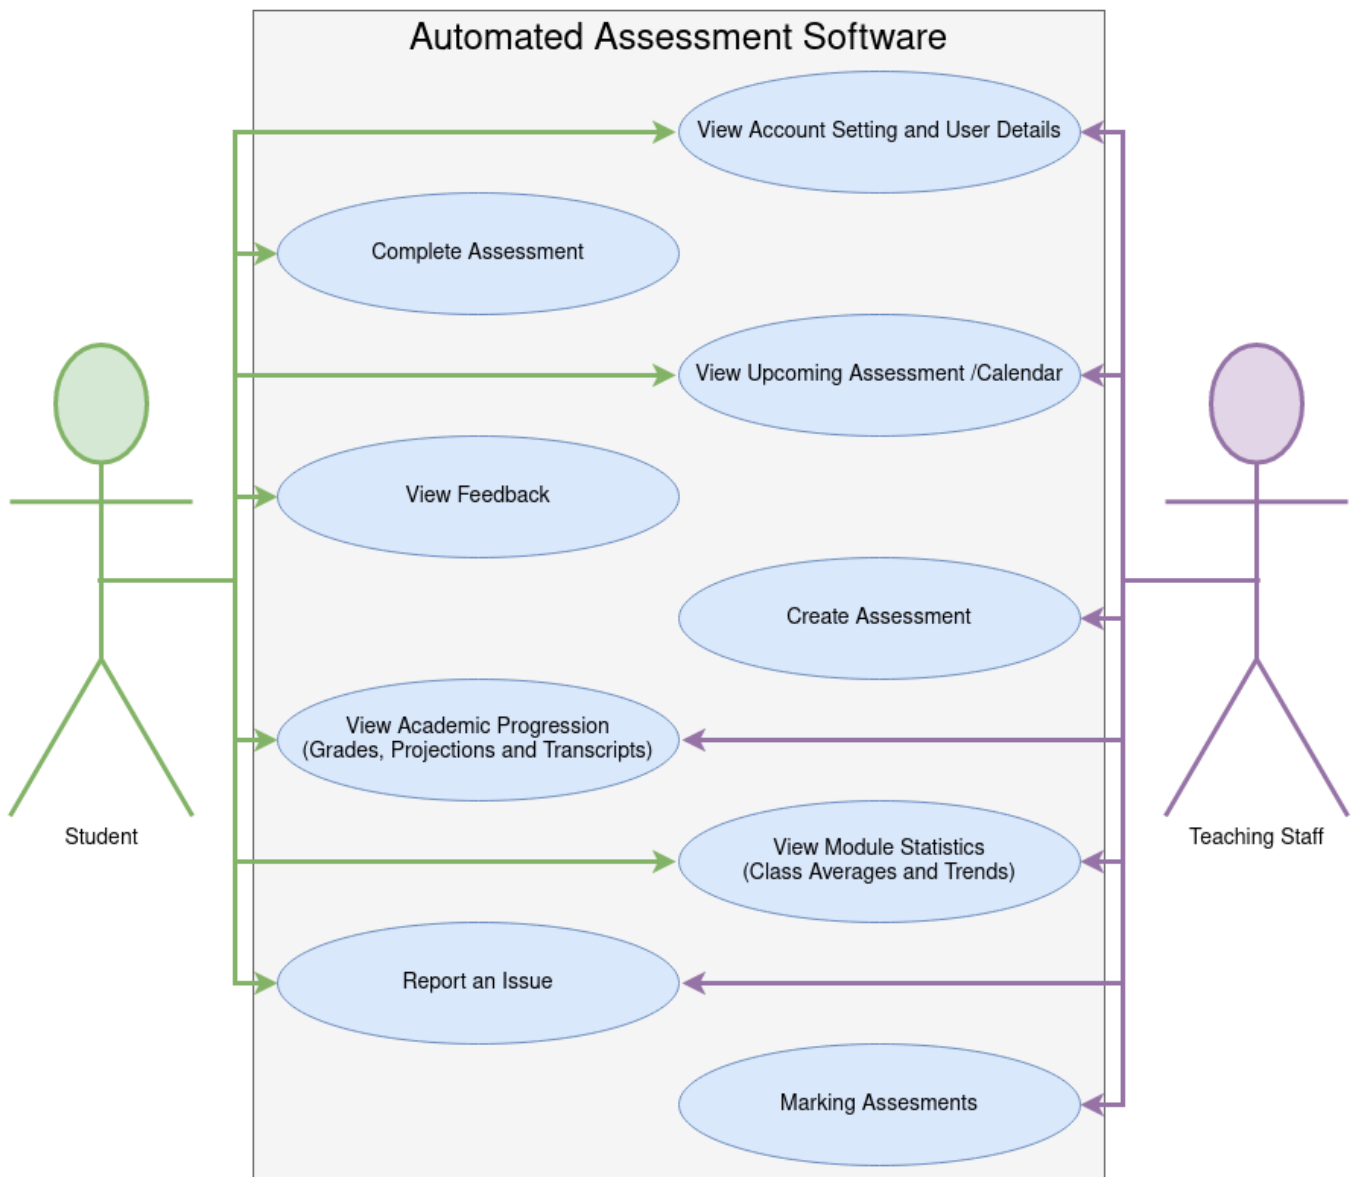 Automated Assessment Software
View Account Setting and User Details
Complete Assessment
View Upcoming Assessment /Calendar
View Feedback
Create Assessment
View Academic Progression
(Grades, Projections and Transcripts)
Student
Teaching Staff
View Module Statistics
(Class Averages and Trends)
Report an Issue
Marking Assesments